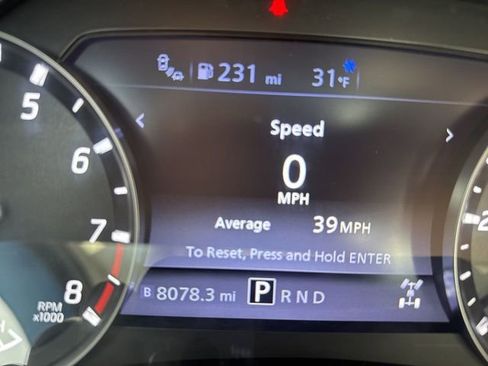 231 mi 31°F
Speed
0
MPH
Average 39 MPH
To Reset, Press and Hold ENTER
B 8078.3 mi P R N D
5
6
7
8
RPM
x1000
2